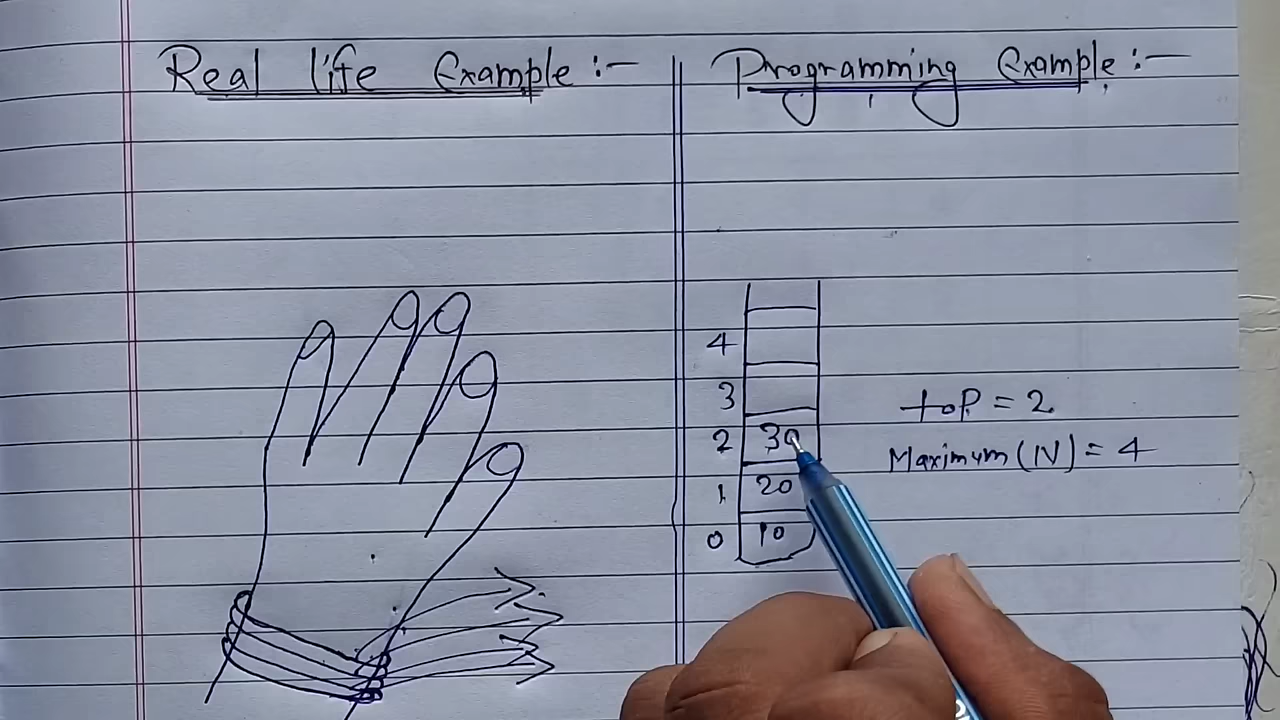 Real life Example :-
Programming Example :-
4
3
2 30
1 20
0 10
top = 2
Maximum (N) = 4